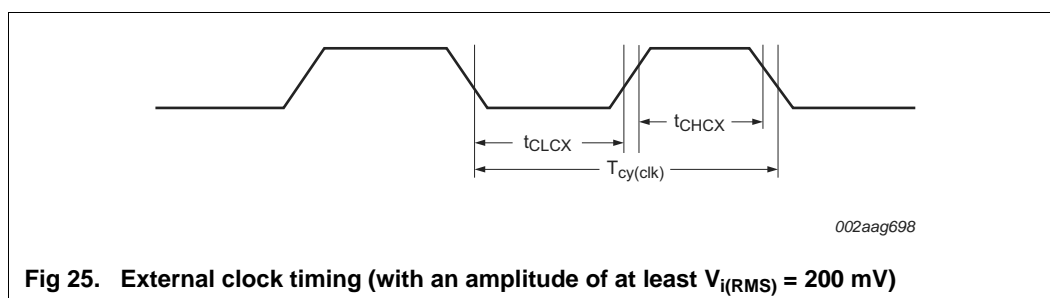 tCHCX
tCLCX
Tcy(clk)
002aag698
Fig 25. External clock timing (with an amplitude of at least Vi(RMS) = 200 mV)